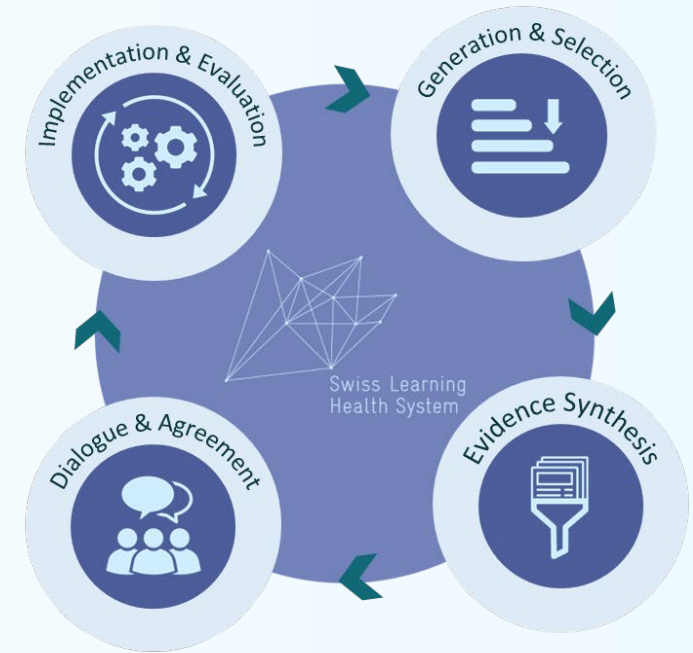 Implementation & Evaluation
Generation & Selection
Swiss Learning
Health System
Dialogue & Agreement
Evidence Synthesis